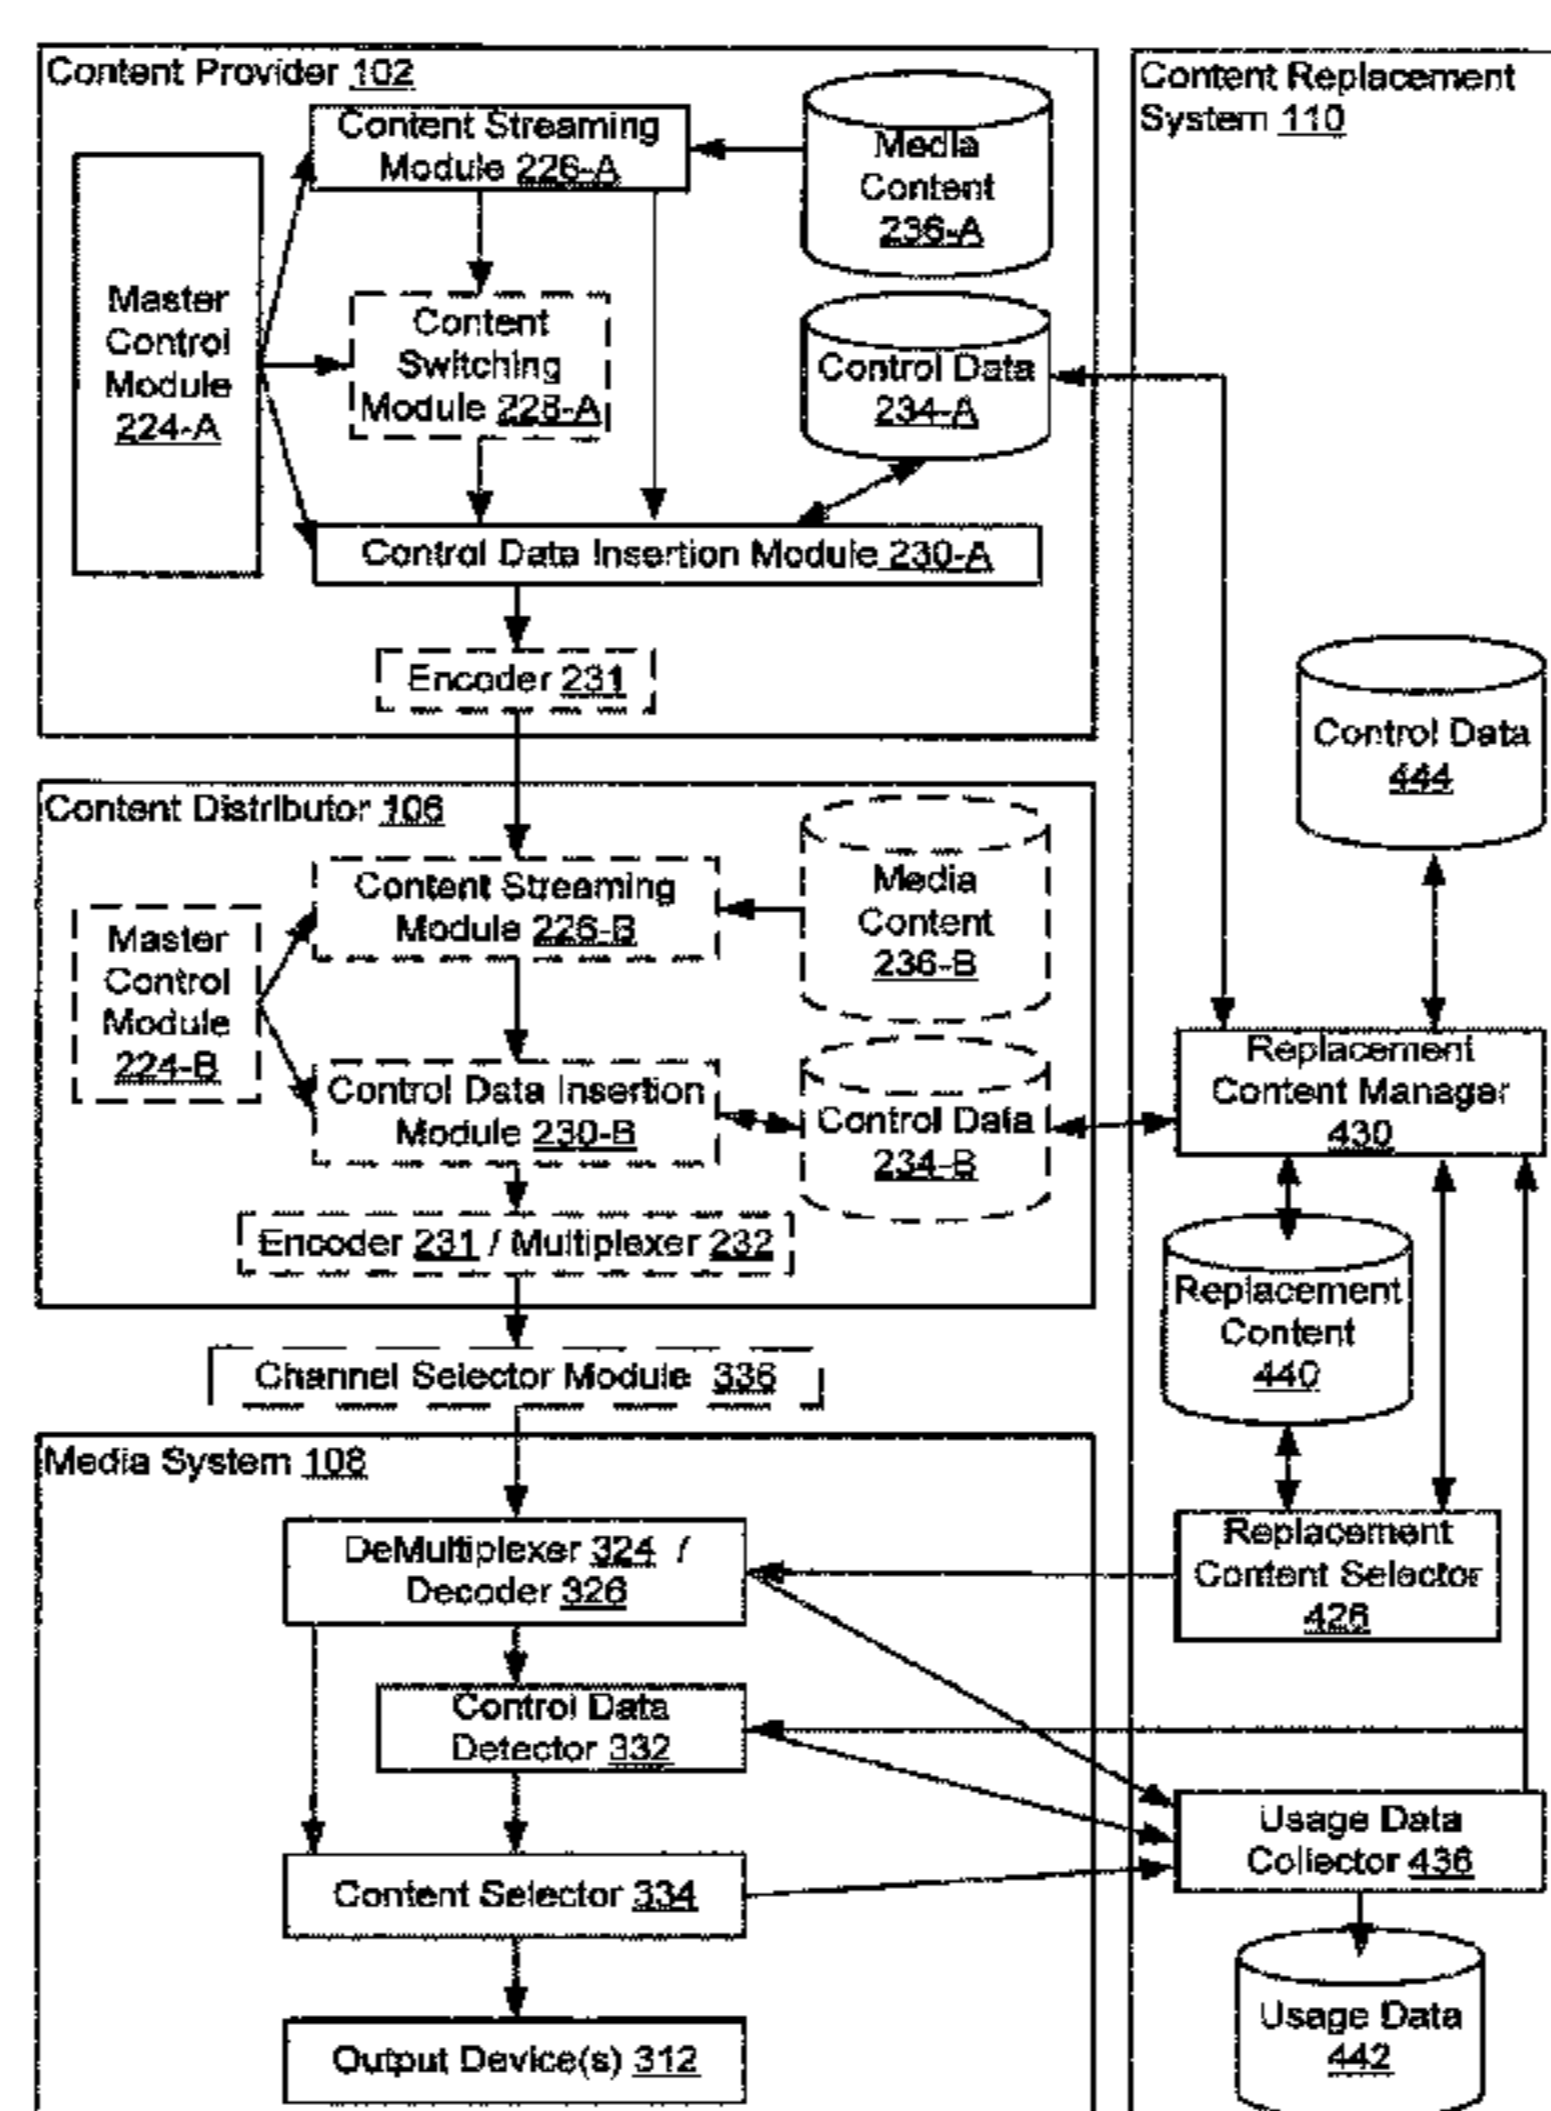 Content Provider 102
Content Streaming
Module 226-A
Media
Content
236-A
Master
Control
Module
224-A
Content
Switching
Module 228-A
Control Data
234-A
Control Data Insertion Module 230-A
Encoder 231
Content Distributor 106
Content Streaming
Module 226-B
Media
Content
236-B
Master
Control
Module
224-B
Control Data Insertion
Module 230-B
Control Data
234-B
Encoder 231 / Multiplexer 232
Channel Selector Module 336
Media System 108
DeMultiplexer 324 /
Decoder 326
Control Data
Detector 332
Content Selector 334
Output Device(s) 312
Content Replacement
System 110
Control Data
444
Replacement
Content Manager
430
Replacement
Content
440
Replacement
Content Selector
426
Usage Data
Collector 436
Usage Data
442